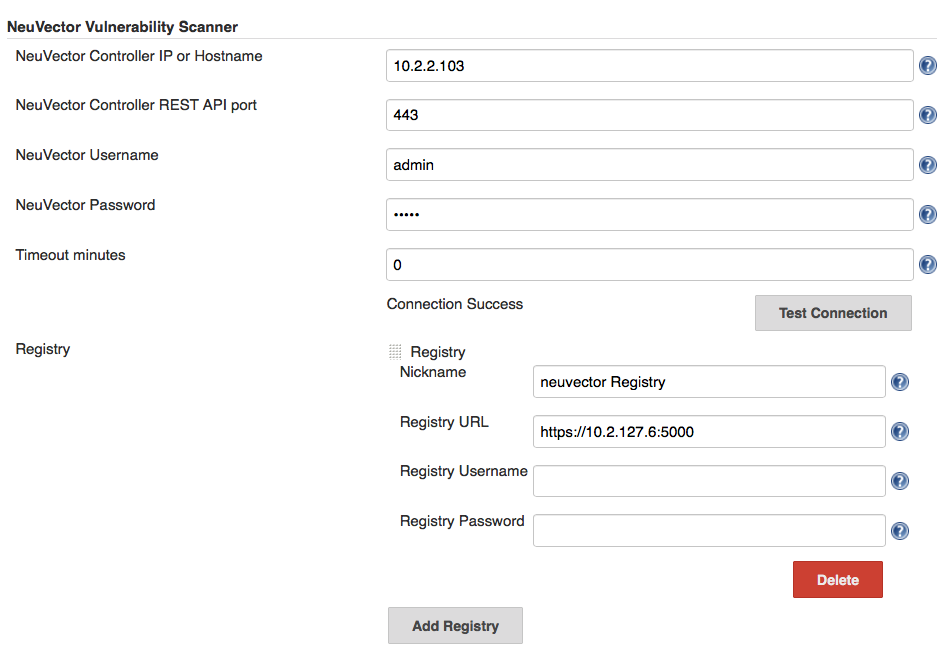 NeuVector Vulnerability Scanner
NeuVector Controller IP or Hostname
10.2.2.103
NeuVector Controller REST API port
443
NeuVector Username
admin
NeuVector Password
•••••
Timeout minutes
0
Connection Success
Test Connection
Registry
Registry
Nickname
neuvector Registry
Registry URL
https://10.2.127.6:5000
Registry Username
Registry Password
Delete
Add Registry